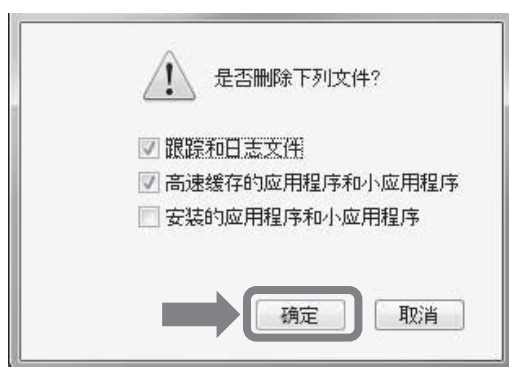 是否删除下列文件?
跟踪和日志文件
高速缓存的应用程序和小应用程序
安装的应用程序和小应用程序
确定 取消